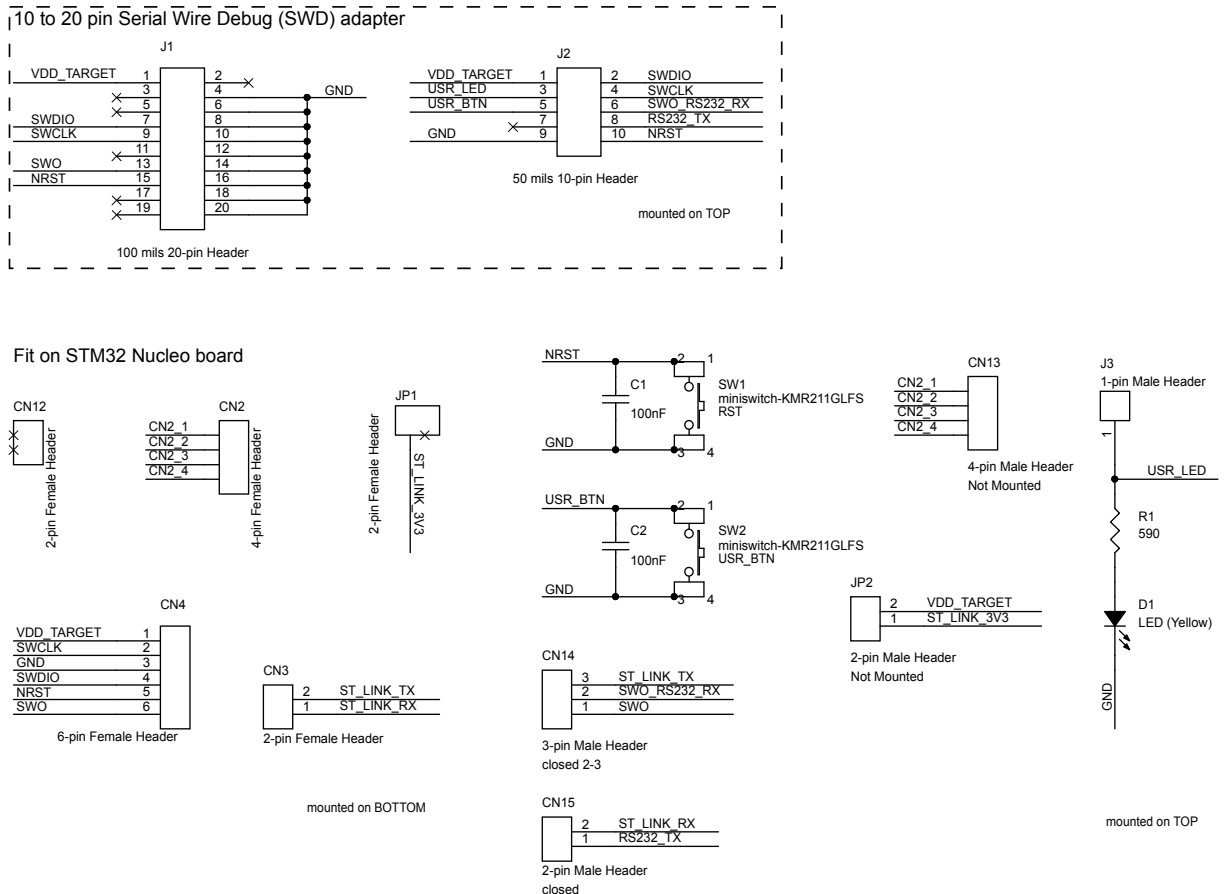 10 to 20 pin Serial Wire Debug (SWD) adapter
J1
VDD_TARGET 1 2
3 4 GND
5 6
SWDIO 7 8
SWCLK 9 10
11 12
SWO 13 14
NRST 15 16
17 18
19 20
100 mils 20-pin Header
J2
VDD_TARGET 1 2 SWDIO
USR_LED 3 4 SWCLK
USR_BTN 5 6 SWO_RS232_RX
7 8 RS232_TX
GND 9 10 NRST
50 mils 10-pin Header
mounted on TOP
Fit on STM32 Nucleo board
CN12
2-pin Female Header
CN2
CN2_1
CN2_2
CN2_3
CN2_4
4-pin Female Header
JP1
2-pin Female Header
ST_LINK_3V3
NRST
2 1
C1
100nF
SW1
miniswitch-KMR211GLFS
RST
GND
3 4
USR_BTN
2 1
C2
100nF
SW2
miniswitch-KMR211GLFS
USR_BTN
GND
3 4
CN13
CN2_1
CN2_2
CN2_3
CN2_4
4-pin Male Header
Not Mounted
J3
1-pin Male Header
1
USR_LED
R1
590
D1
LED (Yellow)
GND
JP2
2 VDD_TARGET
1 ST_LINK_3V3
2-pin Male Header
Not Mounted
CN4
VDD_TARGET 1
SWCLK 2
GND 3
SWDIO 4
NRST 5
SWO 6
6-pin Female Header
CN3
2 ST_LINK_TX
1 ST_LINK_RX
2-pin Female Header
mounted on BOTTOM
CN14
3 ST_LINK_TX
2 SWO_RS232_RX
1 SWO
3-pin Male Header
closed 2-3
CN15
2 ST_LINK_RX
1 RS232_TX
2-pin Male Header
closed
mounted on TOP